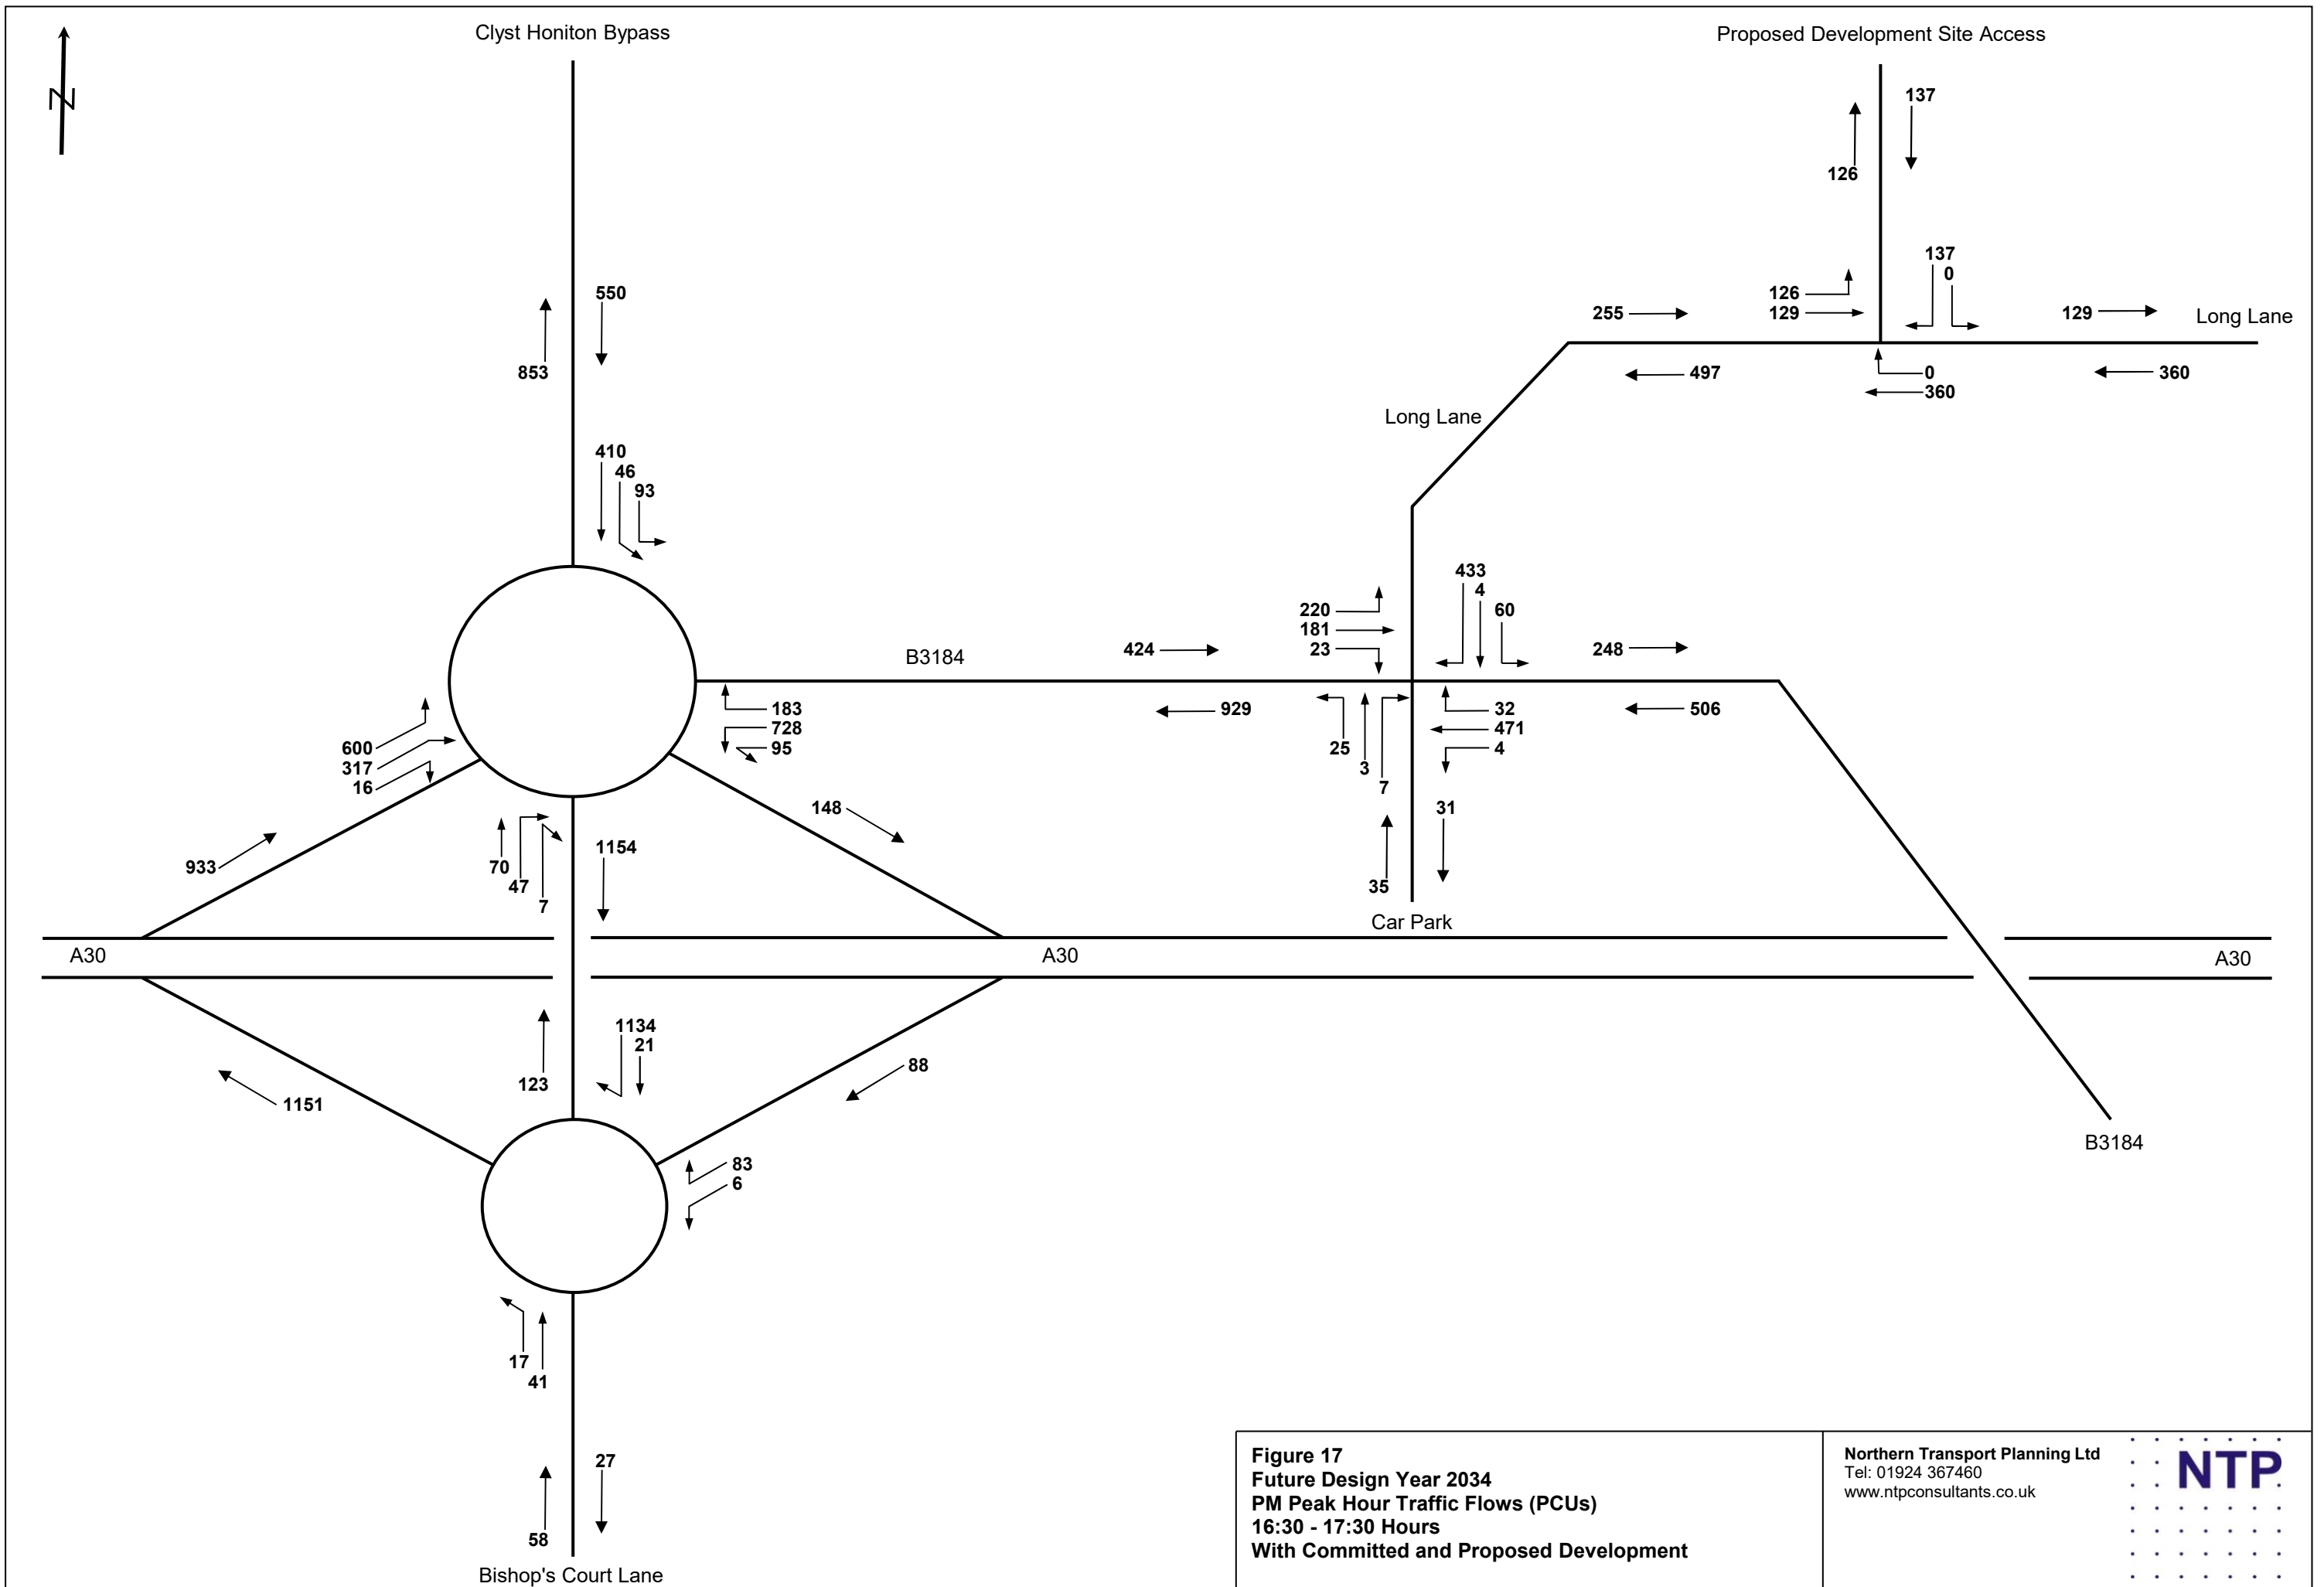 Clyst Honiton Bypass
Proposed Development Site Access
N
137
126
137
0
126
129
255
129
Long Lane
497
0
360
360
550
853
Long Lane
410
46
93
433
4
60
220
181
23
424
248
B3184
929
506
183
728
95
32
471
4
25
3
7
600
317
16
148
31
933
1154
70
47
7
35
Car Park
A30
A30
A30
1134
21
123
88
1151
B3184
83
6
17
41
27
58
Bishop's Court Lane
Figure 17
Future Design Year 2034
PM Peak Hour Traffic Flows (PCUs)
16:30 - 17:30 Hours
With Committed and Proposed Development
Northern Transport Planning Ltd
Tel: 01924 367460
www.ntpconsultants.co.uk
NTP